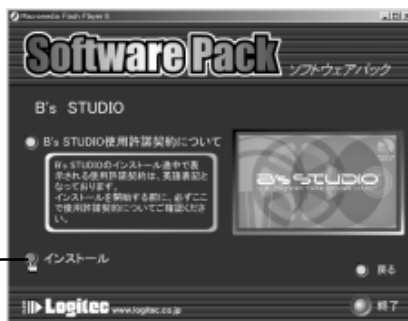 Macromedia Flash Player 6
Software Pack
ソフトウェアパック
B's STUDIO
B's STUDIO使用許諾契約について
B's STUDIOのインストール途中で表
示される使用許諾契約は、英語表記と
なっております。
インストールを開始する前に、必ずここ
で使用許諾契約についてご確認くださ
い。
B's STUDIO
インストール
戻る
Logitec www.logitec.co.jp
終了